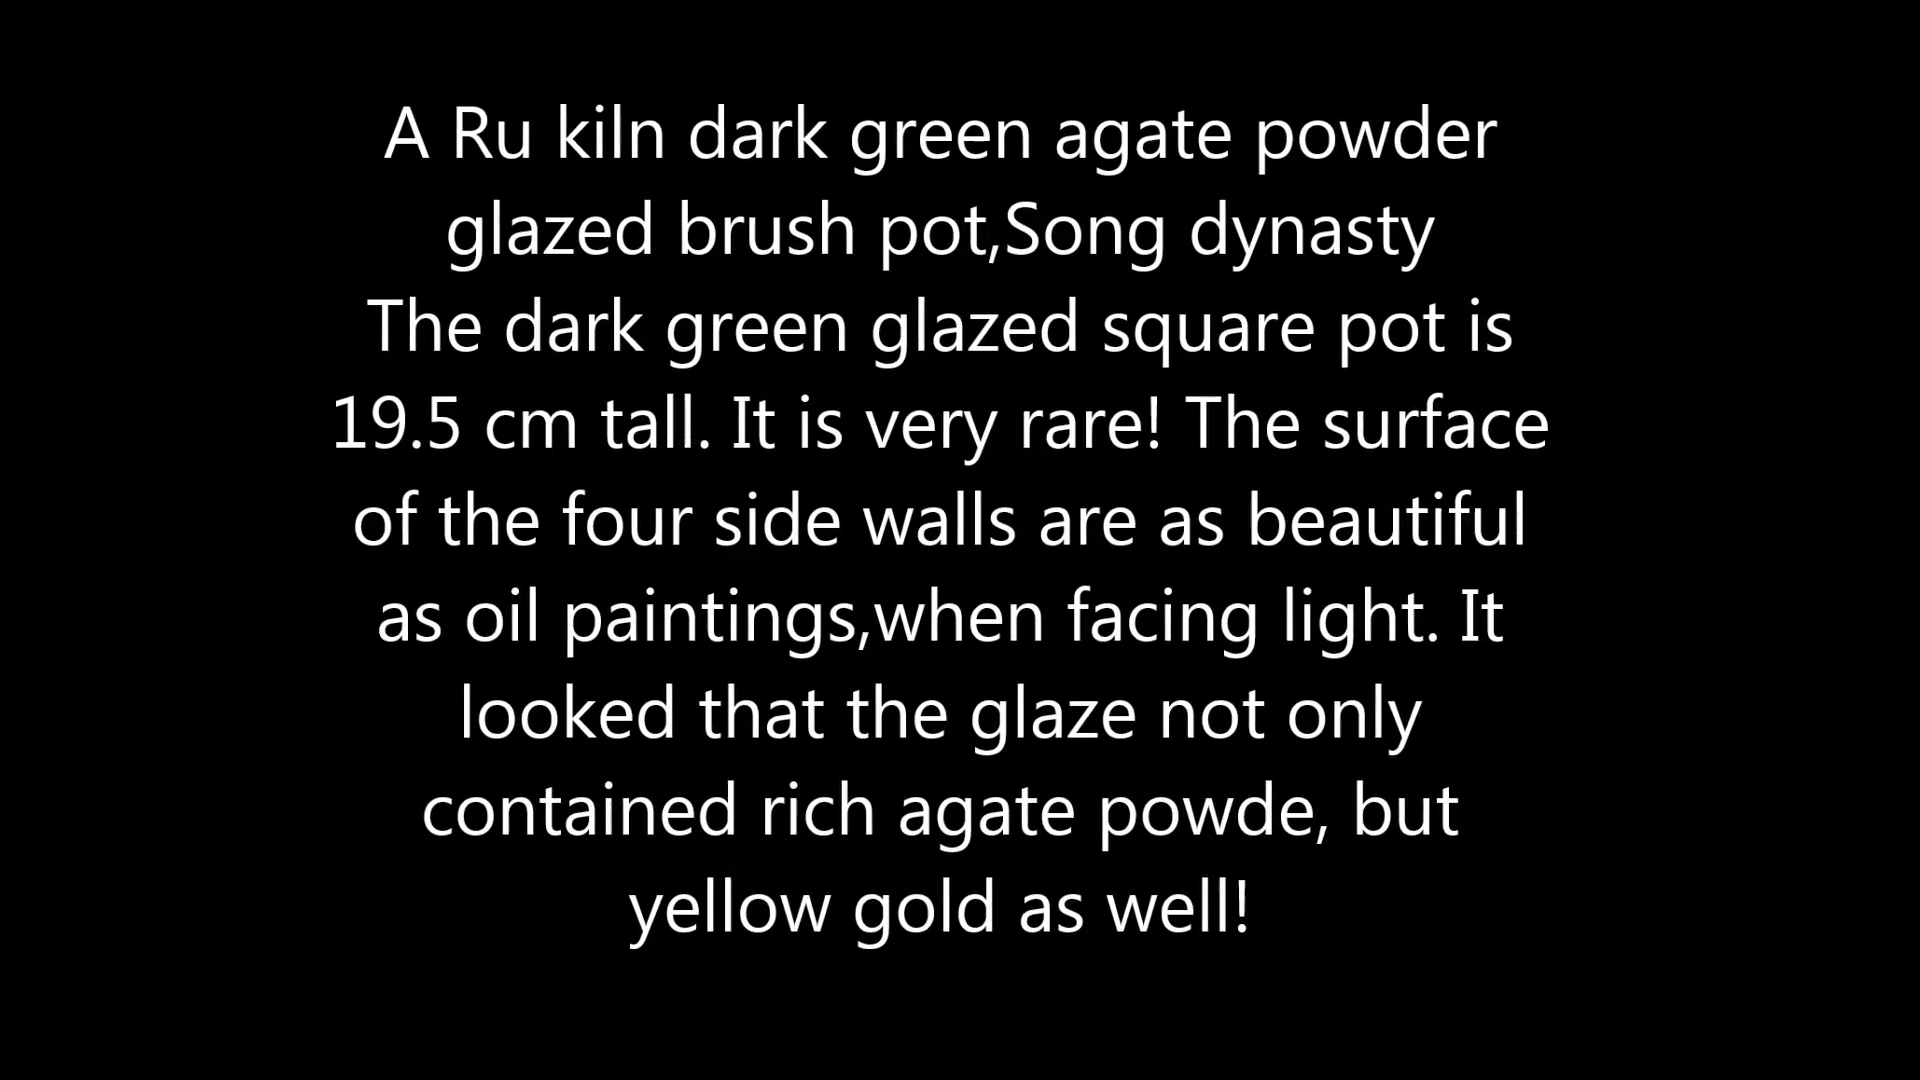 A Ru kiln dark green agate powder
glazed brush pot,Song dynasty
The dark green glazed square pot is
19.5 cm tall. It is very rare! The surface
of the four side walls are as beautiful
as oil paintings,when facing light. It
looked that the glaze not only
contained rich agate powde, but
yellow gold as well!